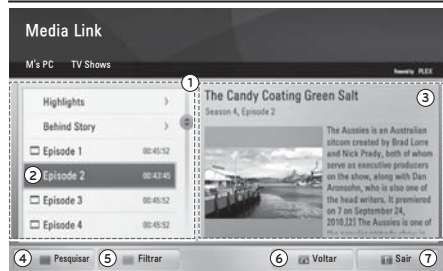 Media Link
M's PC TV Shows
Powered by PLEX
1
Highlights >
Behind Story >
Episode 1 00:45:52
2 Episode 2 00:43:45
Episode 3 00:45:52
Episode 4 00:45:52
3
The Candy Coating Green Salt
Season 4, Episode 2
The Aussies is an Australian
sitcom created by Brad Lorre
and Nick Prady, both of whom
serve as executive producers
on the show, along with Dan
Aronsohn, who is also one of
the head writers. It premiered
on 7 on September 24,
2010.[2] The Aussies is one of
4 Pesquisar
5 Filtrar
6 Voltar
Sair 7